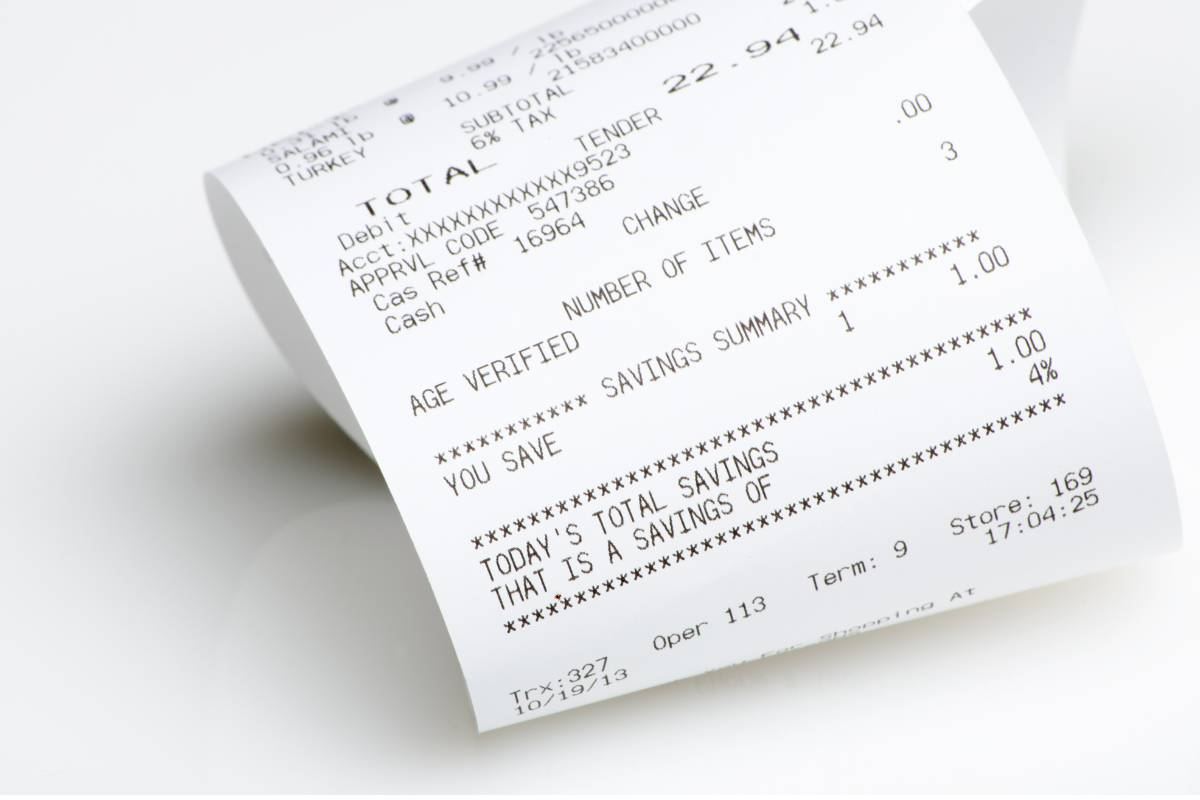 9.99 / lb
SALAMI
0.96 lb @ 10.99 / lb
TURKEY 21583400000
SUBTOTAL
6% TAX
TOTAL 22.94
Debit TENDER 22.94
Acct:XXXXXXXXXXXX9523
APPRVL CODE 547386
Cas Ref# 16964
Cash CHANGE .00
NUMBER OF ITEMS 3
AGE VERIFIED
*********** SAVINGS SUMMARY ***********
YOU SAVE 1 1.00
***************************************
TODAY'S TOTAL SAVINGS 1.00
THAT IS A SAVINGS OF 4%
***************************************
Trx:327 Oper 113 Term: 9 Store: 169
10/19/13 17:04:25
For Shopping At